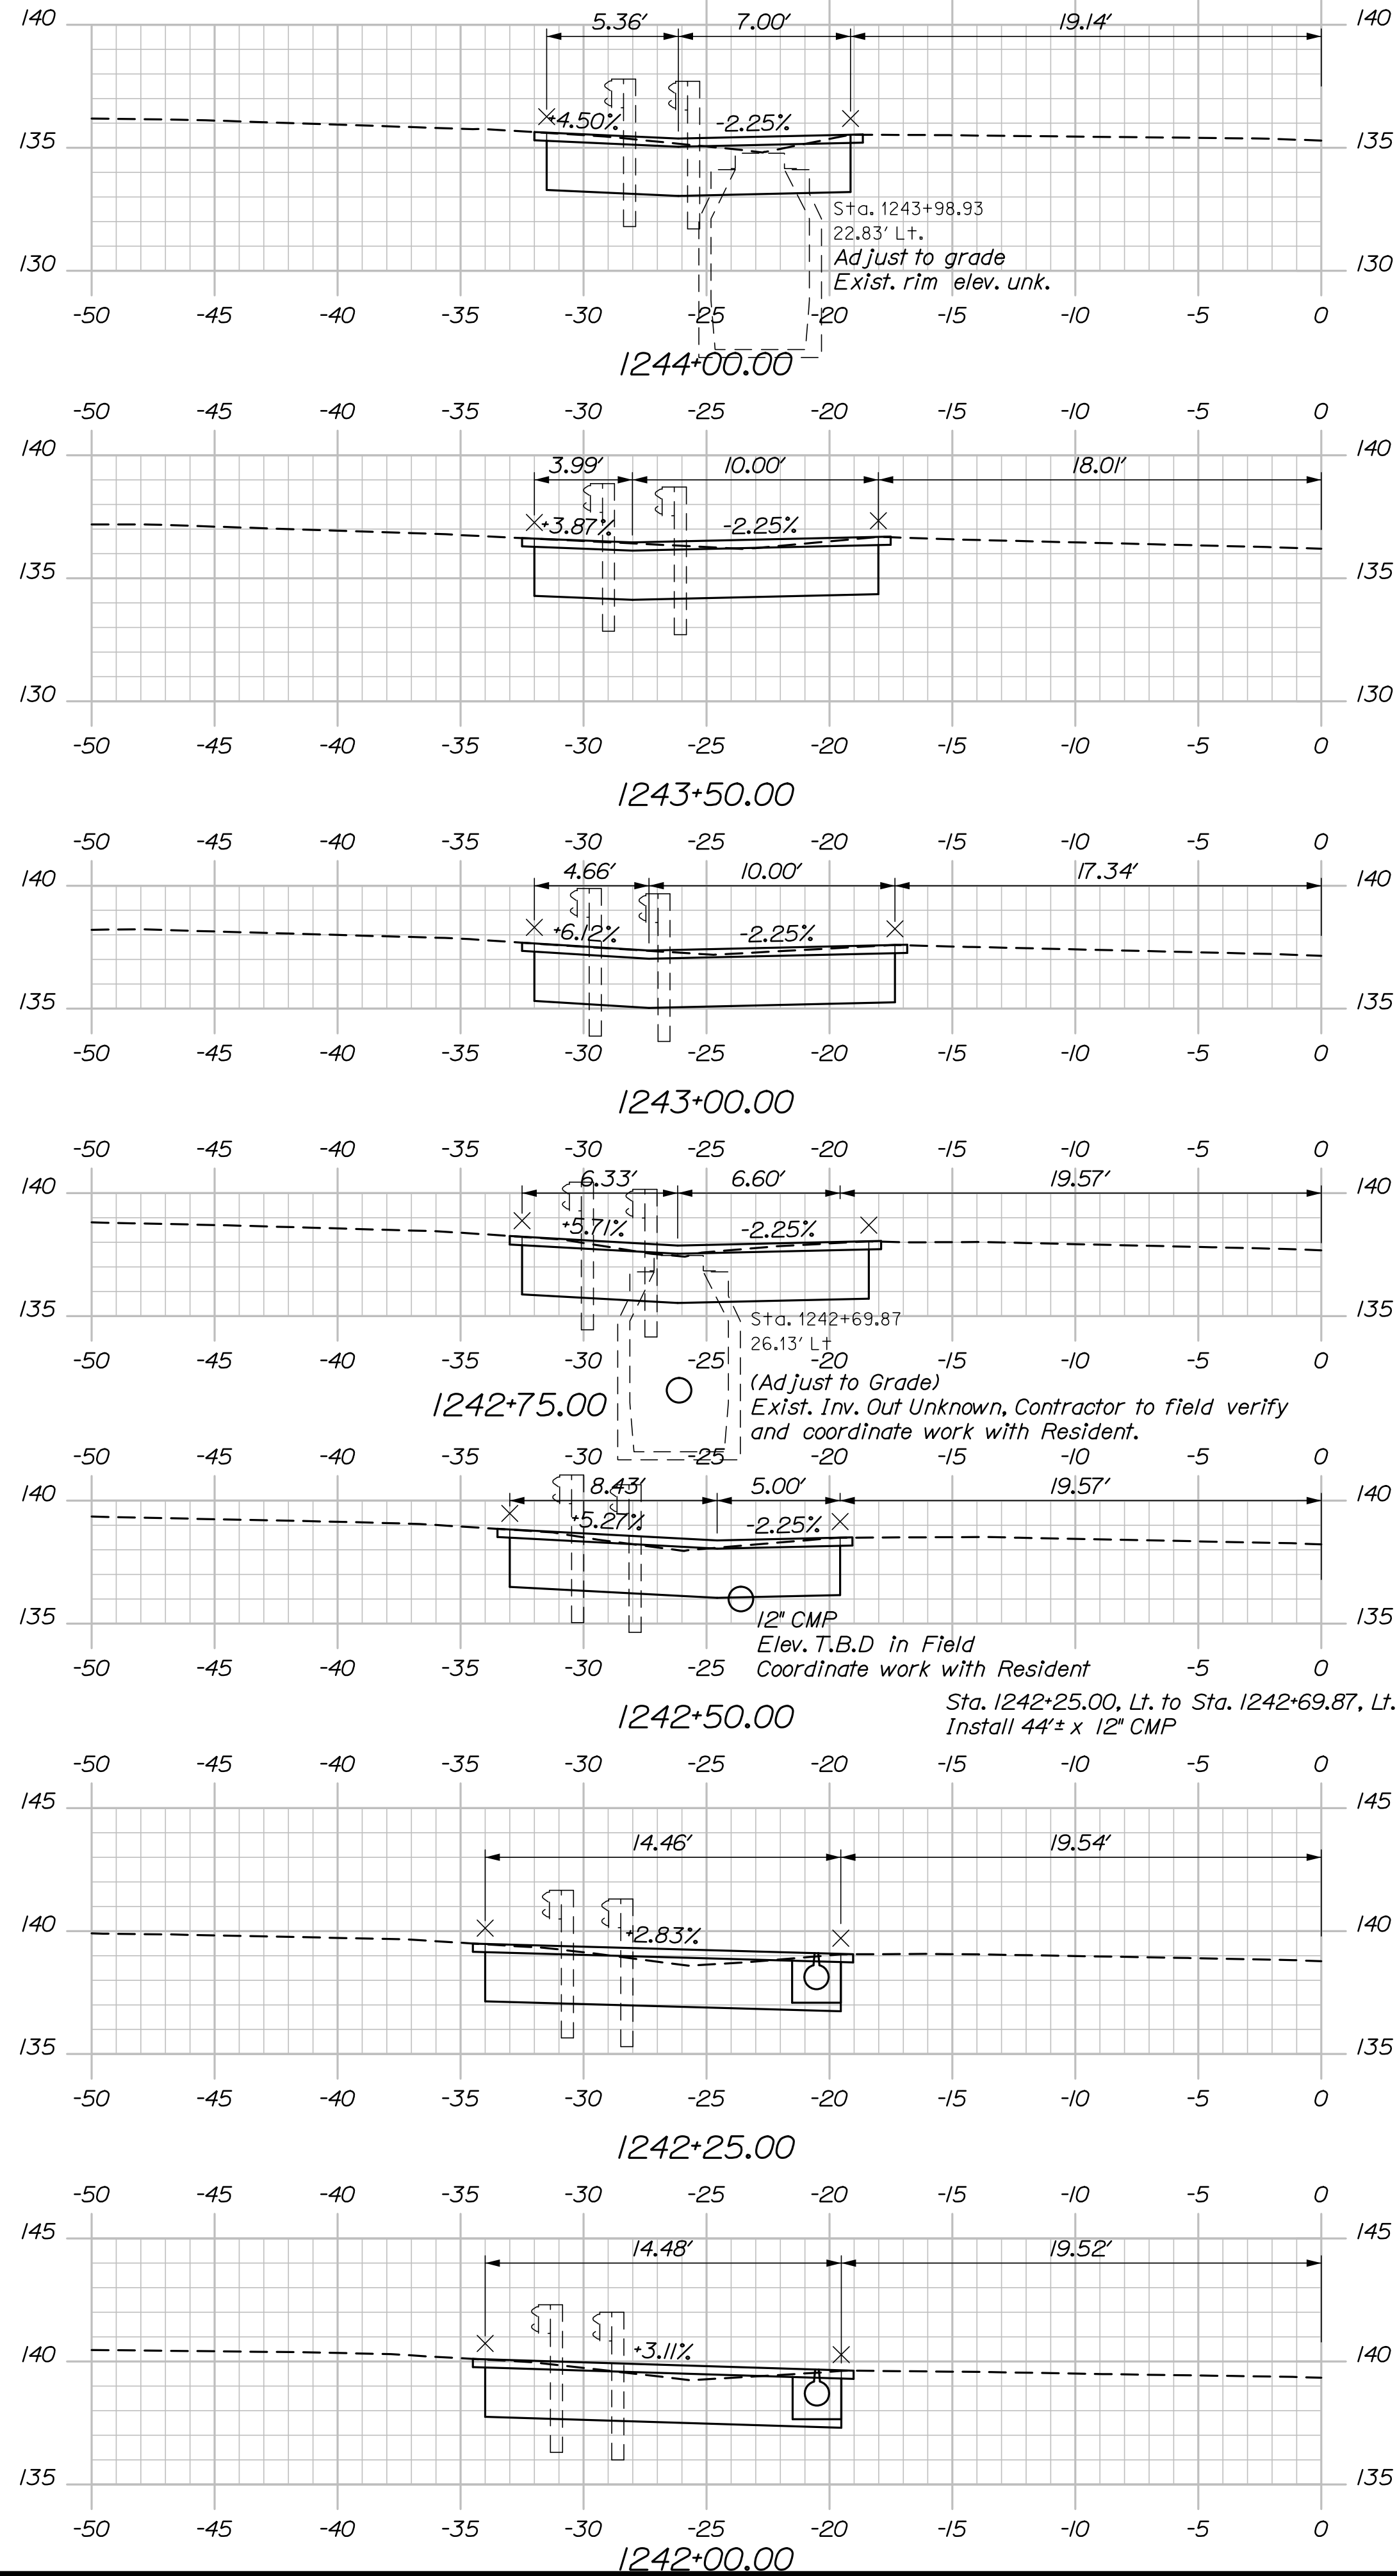 140 5.36' 7.00' 19.14' 140
+4.50% -2.25%
135 135
Sta. 1243+98.93
22.83' Lt.
Adjust to grade
130 130
Exist. rim elev. unk.
-50 -45 -40 -35 -30 -25 -20 -15 -10 -5 0
1244+00.00
-50 -45 -40 -35 -30 -25 -20 -15 -10 -5 0
140 140
3.99' 10.00' 18.01'
+3.87% -2.25%
135 135
130 130
-50 -45 -40 -35 -30 -25 -20 -15 -10 -5 0
1243+50.00
-50 -45 -40 -35 -30 -25 -20 -15 -10 -5 0
140 4.66' 10.00' 17.34' 140
+6.12% -2.25%
135 135
-50 -45 -40 -35 -30 -25 -20 -15 -10 -5 0
1243+00.00
-50 -45 -40 -35 -30 -25 -20 -15 -10 -5 0
140 6.33' 6.60' 19.57' 140
+5.71% -2.25%
135 135
Sta. 1242+69.87
26.13' Lt
-50 -45 -40 -35 -30 -25 -20 -15 -10 -5 0
(Adjust to Grade)
1242+75.00
Exist. Inv. Out Unknown, Contractor to field verify
and coordinate work with Resident.
-50 -45 -40 -35 -30 -25 -20 -15 -10 -5 0
140 8.43' 5.00' 19.57' 140
+5.27% -2.25%
135 135
12" CMP
Elev. T.B.D in Field
-50 -45 -40 -35 -30 -25 -20 Coordinate work with Resident -5 0
1242+50.00
Sta. 1242+25.00, Lt. to Sta. 1242+69.87, Lt.
Install 44'± x 12" CMP
-50 -45 -40 -35 -30 -25 -20 -15 -10 -5 0
145 145
14.46' 19.54'
140 140
+2.83%
135 135
-50 -45 -40 -35 -30 -25 -20 -15 -10 -5 0
1242+25.00
-50 -45 -40 -35 -30 -25 -20 -15 -10 -5 0
145 145
14.48' 19.52'
140 +3.11% 140
135 135
-50 -45 -40 -35 -30 -25 -20 -15 -10 -5 0
1242+00.00